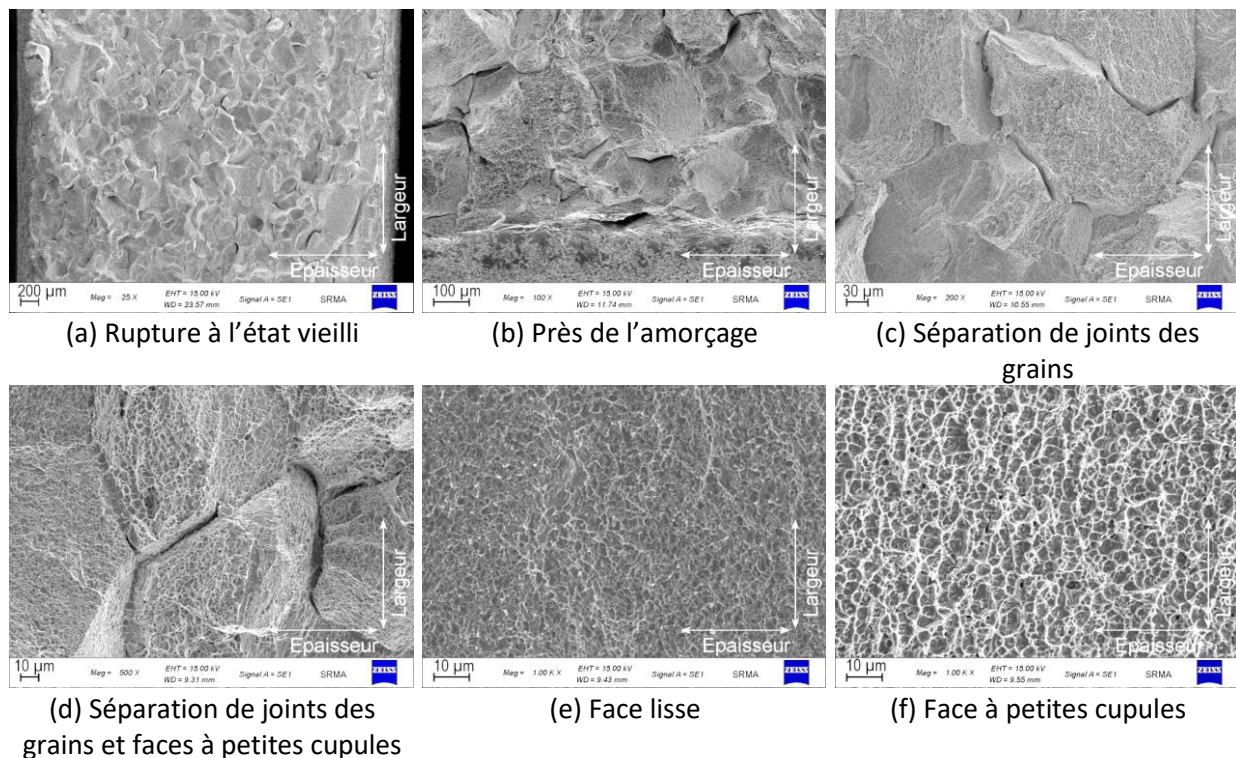 Largeur
Epaisseur
200 µm
Mag = 25 X
EHT = 15.00 kV
WD = 23.57 mm
Signal A = SE1
SRMA
ZEISS
(a) Rupture à l'état vieilli
Largeur
Epaisseur
100 µm
Mag = 100 X
EHT = 15.00 kV
WD = 11.74 mm
Signal A = SE1
SRMA
ZEISS
(b) Près de l'amorçage
Largeur
Epaisseur
30 µm
Mag = 200 X
EHT = 15.00 kV
WD = 10.55 mm
Signal A = SE1
SRMA
ZEISS
(c) Séparation de joints des
grains
Largeur
Epaisseur
10 µm
Mag = 500 X
EHT = 15.00 kV
WD = 9.31 mm
Signal A = SE1
SRMA
ZEISS
(d) Séparation de joints des
grains et faces à petites cupules
Largeur
Epaisseur
10 µm
Mag = 1.00 K X
EHT = 15.00 kV
WD = 9.43 mm
Signal A = SE1
SRMA
ZEISS
(e) Face lisse
Largeur
Epaisseur
10 µm
Mag = 1.00 K X
EHT = 15.00 kV
WD = 9.55 mm
Signal A = SE1
SRMA
ZEISS
(f) Face à petites cupules